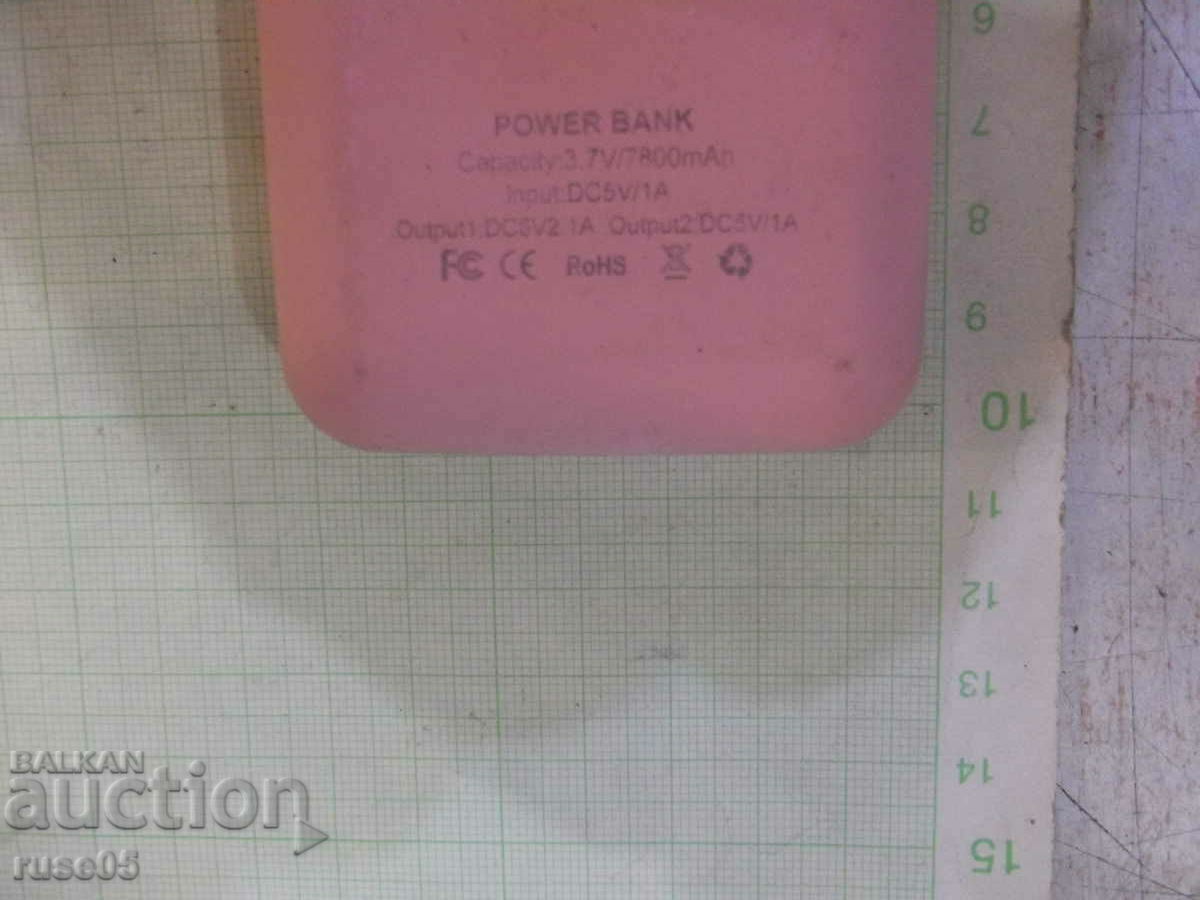 POWER BANK
Capacity:3.7V/7800mAh
Input:DC5V/1A
Output1:DC5V2.1A Output2:DC5V/1A
FC CE RoHS
6
7
8
9
10
11
12
13
14
15
BALKAN
auction
ruse05